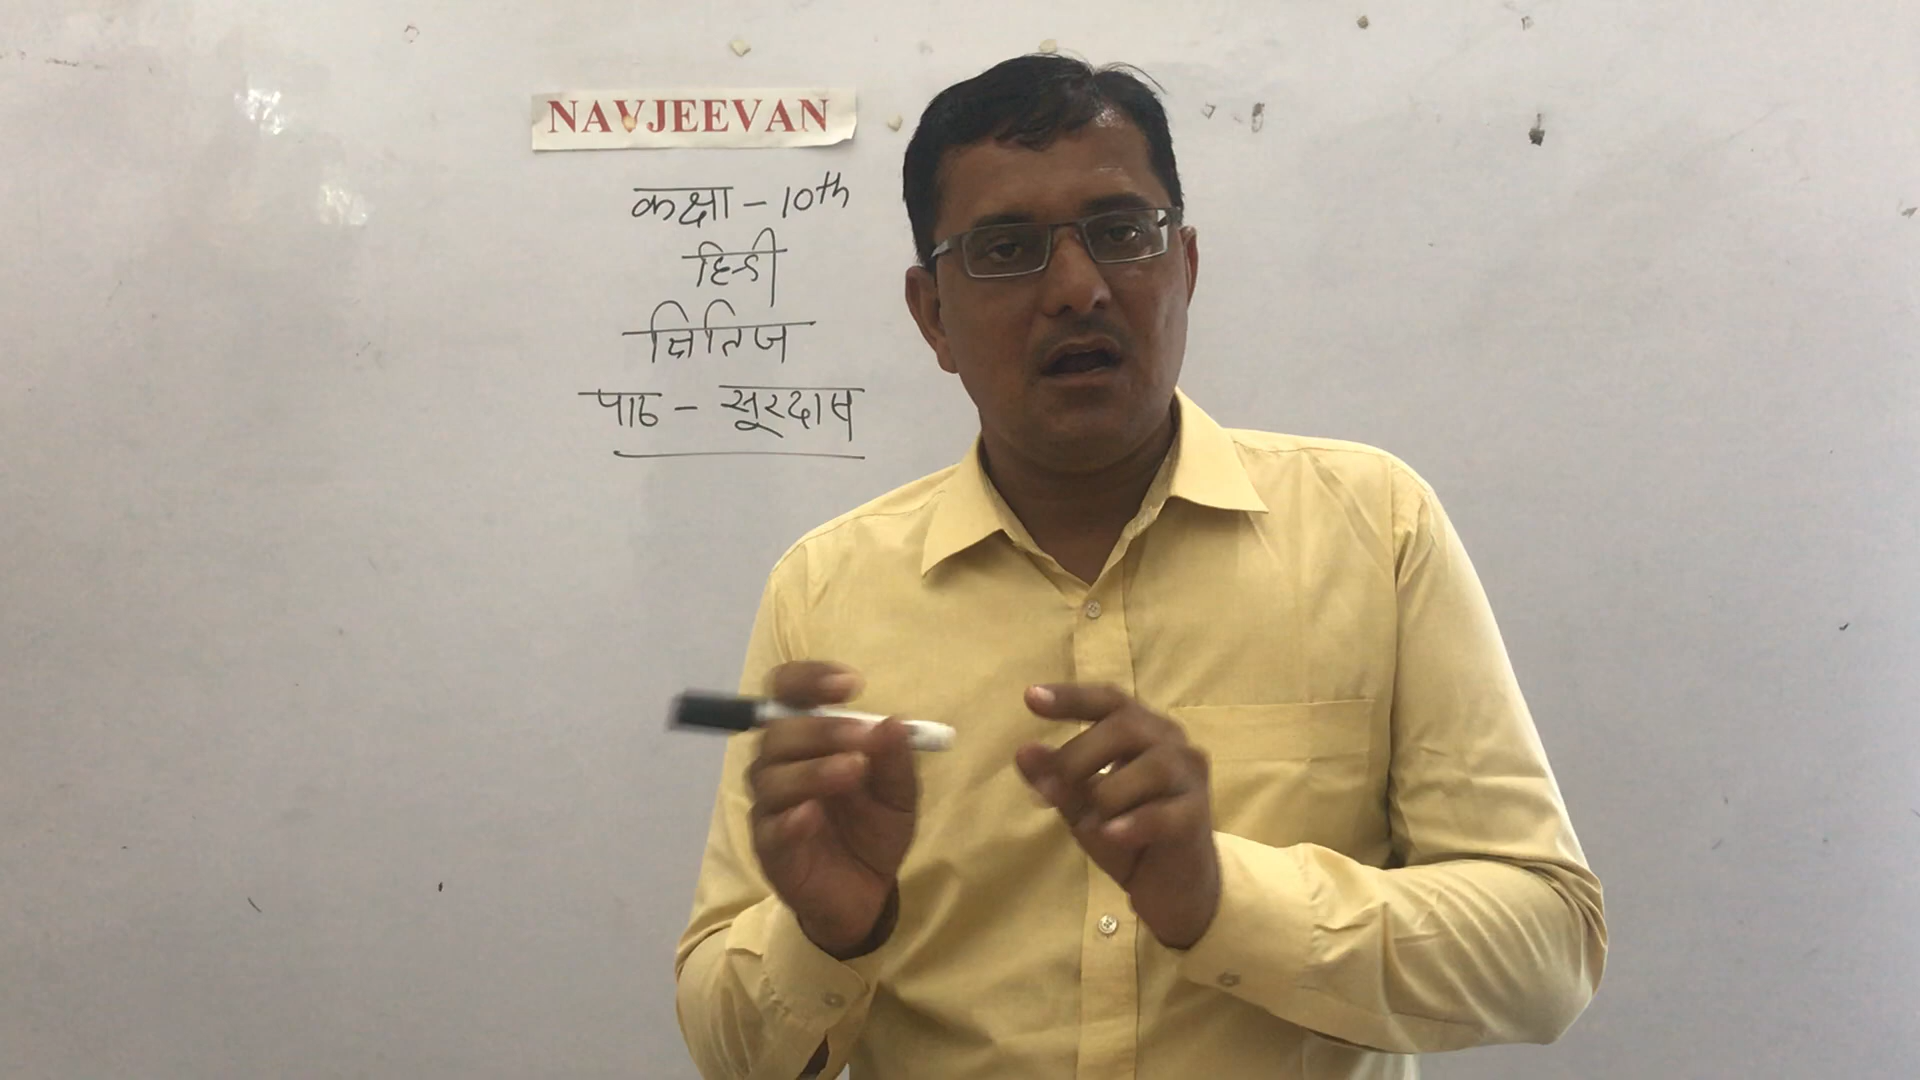 NAVJEEVAN
कक्षा - 10th
हिन्दी
क्षितिज
पाठ - सूरदास